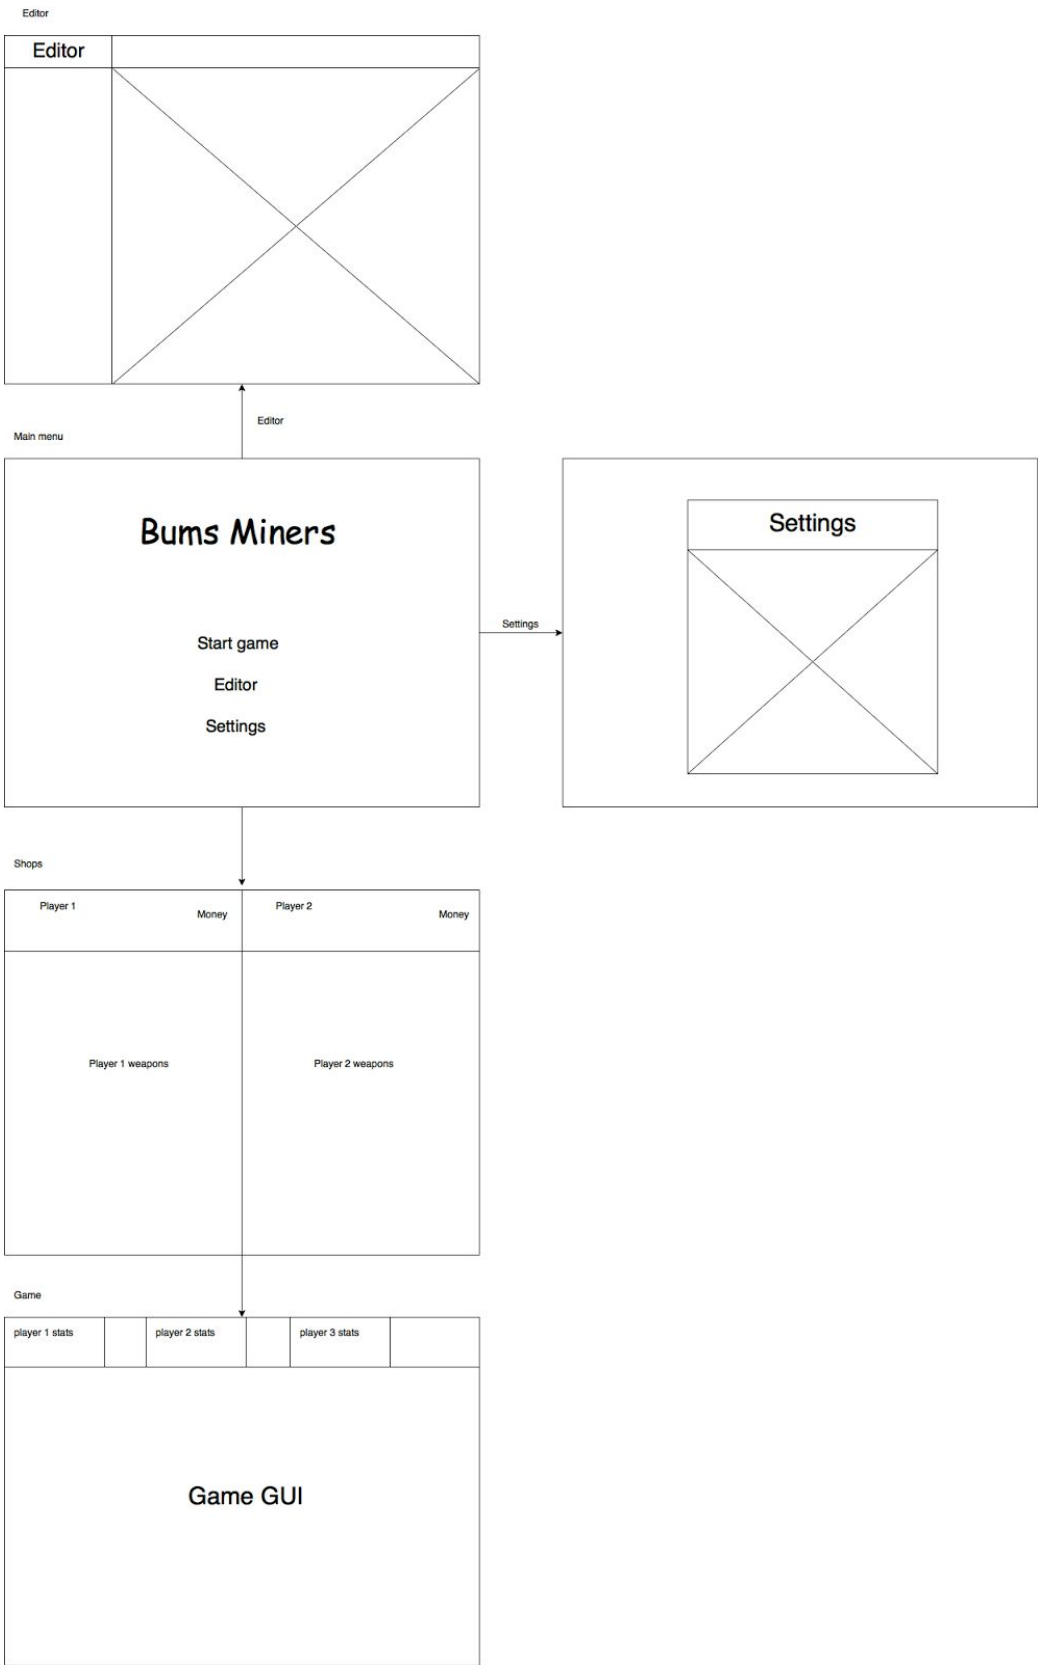 Editor
Editor
Editor
Main menu
Bums Miners
Start game
Editor
Settings
Settings
Settings
Shops
Player 1
Money
Player 2
Money
Player 1 weapons
Player 2 weapons
Game
player 1 stats
player 2 stats
player 3 stats
Game GUI